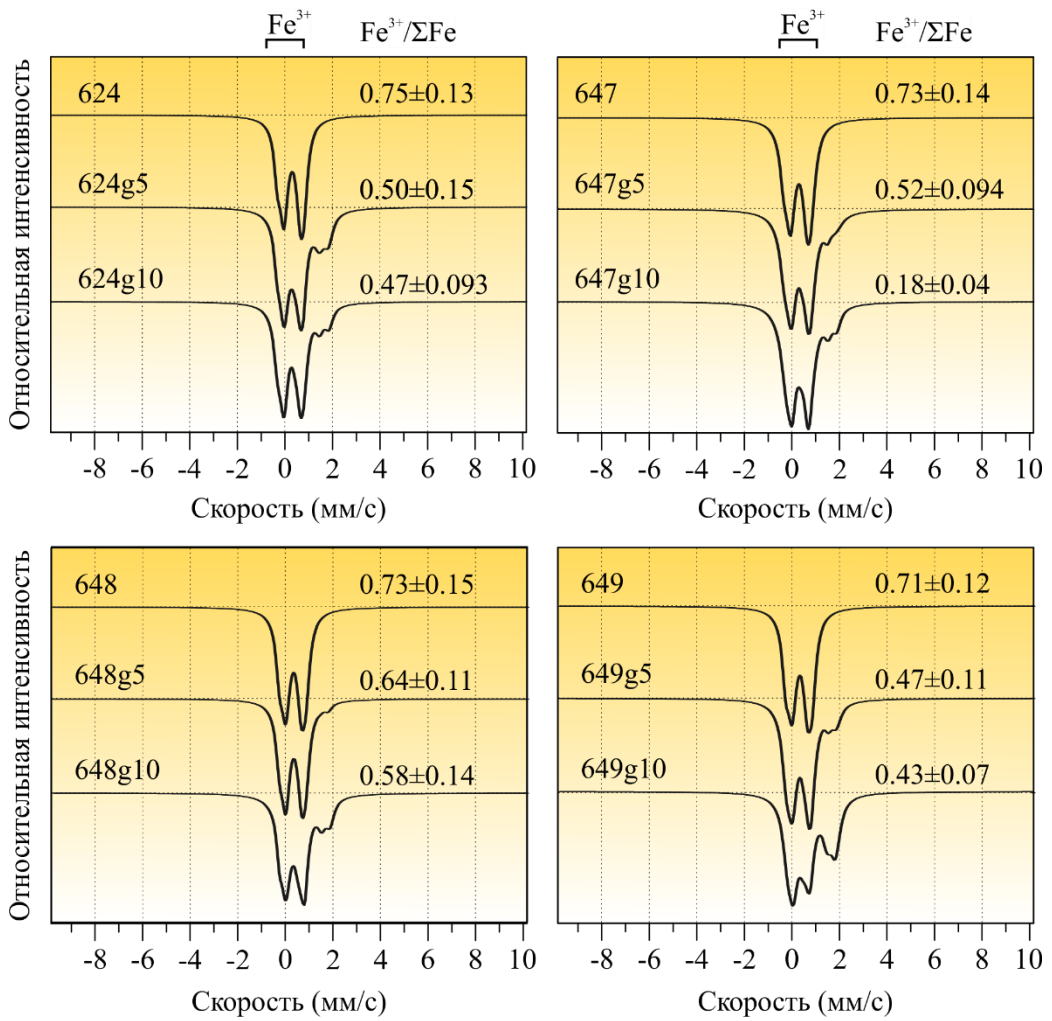 Fe³⁺ Fe³⁺/ΣFe
Относительная интенсивность
624 0.75±0.13
624g5 0.50±0.15
624g10 0.47±0.093
-8 -6 -4 -2 0 2 4 6 8 10
Скорость (мм/с)
Fe³⁺ Fe³⁺/ΣFe
647 0.73±0.14
647g5 0.52±0.094
647g10 0.18±0.04
-8 -6 -4 -2 0 2 4 6 8 10
Скорость (мм/с)
Относительная интенсивность
648 0.73±0.15
648g5 0.64±0.11
648g10 0.58±0.14
-8 -6 -4 -2 0 2 4 6 8 10
Скорость (мм/с)
649 0.71±0.12
649g5 0.47±0.11
649g10 0.43±0.07
-8 -6 -4 -2 0 2 4 6 8 10
Скорость (мм/с)